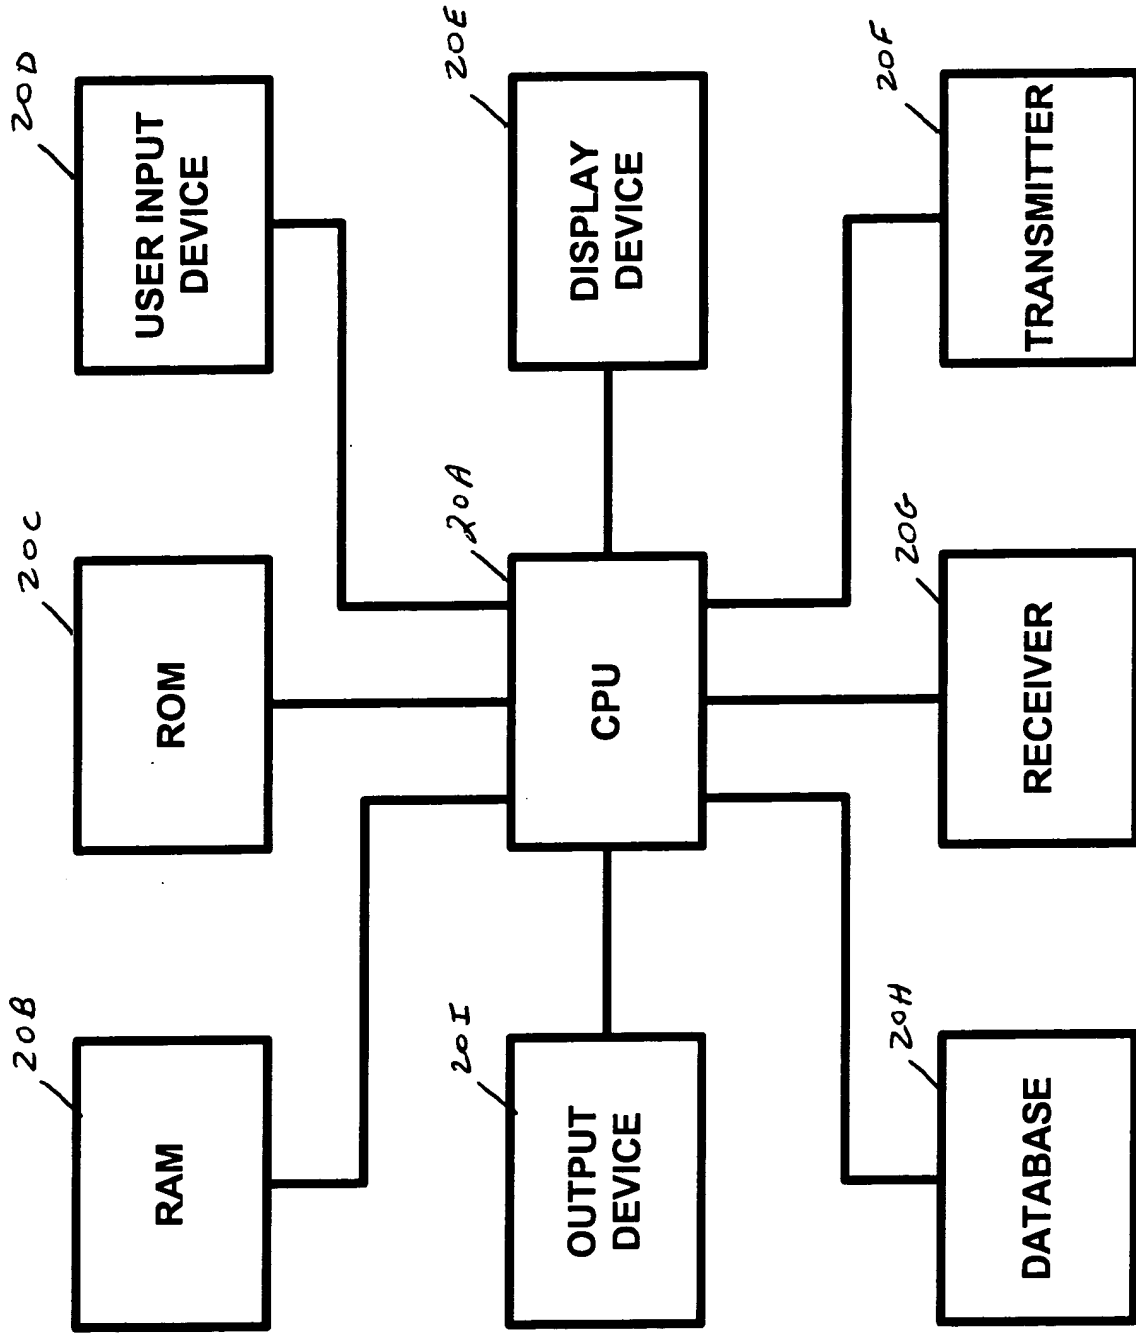 20B
RAM
20C
ROM
20D
USER INPUT
DEVICE
20I
OUTPUT
DEVICE
20A
CPU
20E
DISPLAY
DEVICE
20H
DATABASE
20G
RECEIVER
20F
TRANSMITTER